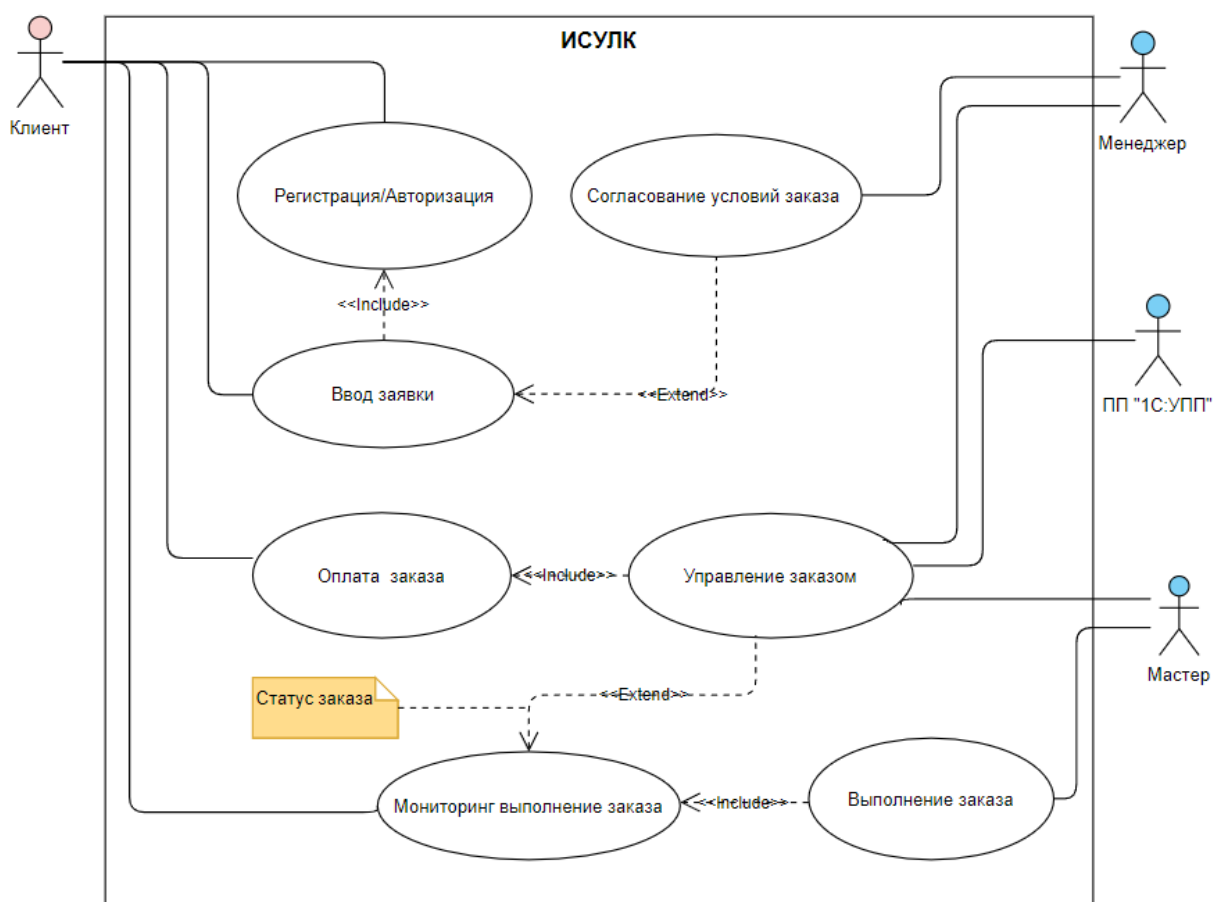 ИСУЛК
Клиент
Менеджер
Регистрация/Авторизация
Согласование условий заказа
<<Include>>
Ввод заявки
<<Extend>>
ПП "1С:УПП"
Оплата заказа
<<Include>>
Управление заказом
Мастер
Статус заказа
<<Extend>>
Мониторинг выполнение заказа
<<Include>>
Выполнение заказа